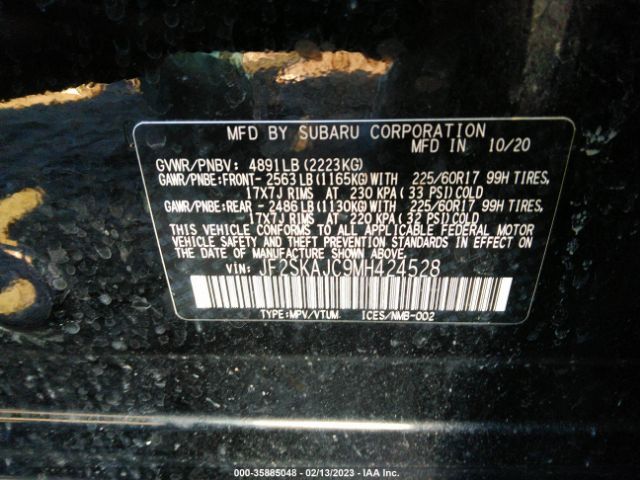 MFD BY SUBARU CORPORATION
MFD IN 10/20
GVWR/PNBV: 4891LB (2223KG)
GAWR/PNBE:FRONT- 2563LB (1165KG) WITH 225/60R17 99H TIRES,
17X7J RIMS AT 230 KPA ( 33 PSI) COLD
GAWR/PNBE:REAR - 2486LB (1130KG) WITH 225/60R17 99H TIRES,
17X7J RIMS AT 220 KPA ( 32 PSI) COLD
THIS VEHICLE CONFORMS TO ALL APPLICABLE FEDERAL MOTOR
VEHICLE SAFETY AND THEFT PREVENTION STANDARDS IN EFFECT ON
THE DATE OF MANUFACTURE SHOWN ABOVE.
VIN: JF2SKAJC9MH424528
TYPE:MPV/VTUM ICES/NMB-002
000-35885048 - 02/13/2023 - IAA Inc.